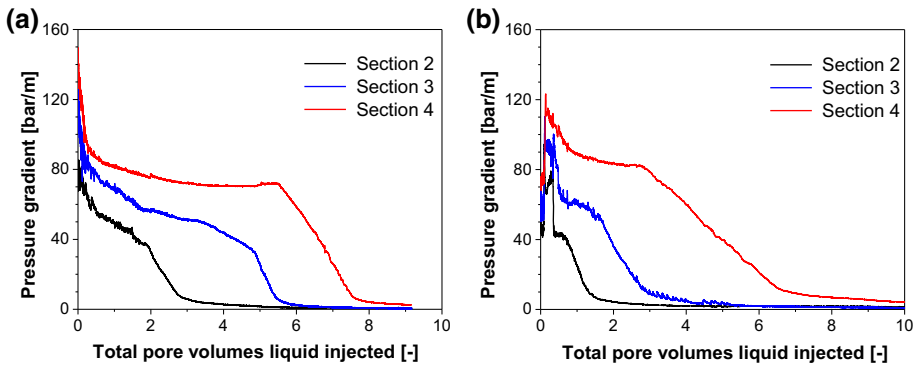 (a)
160
120
80
40
0
Pressure gradient [bar/m]
Section 2
Section 3
Section 4
0 2 4 6 8 10
Total pore volumes liquid injected [-]
(b)
160
120
80
40
0
Pressure gradient [bar/m]
Section 2
Section 3
Section 4
0 2 4 6 8 10
Total pore volumes liquid injected [-]